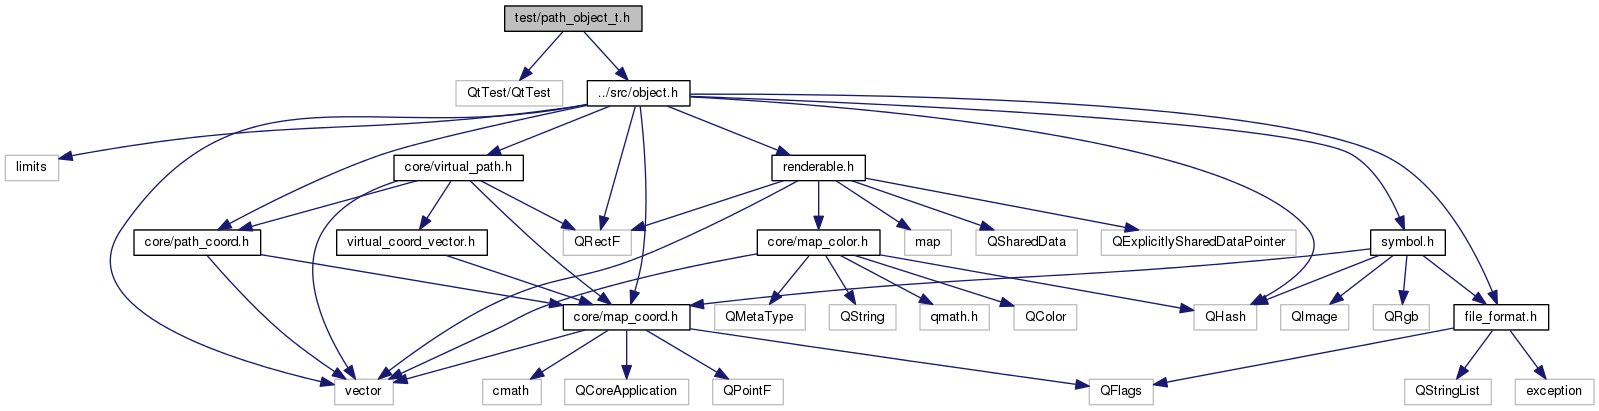 test/path_object_t.h
QtTest/QtTest
../src/object.h
limits
core/virtual_path.h
renderable.h
core/path_coord.h
virtual_coord_vector.h
QRectF
core/map_color.h
map
QSharedData
QExplicitlySharedDataPointer
symbol.h
core/map_coord.h
QMetaType
QString
qmath.h
QColor
QHash
QImage
QRgb
file_format.h
vector
cmath
QCoreApplication
QPointF
QFlags
QStringList
exception